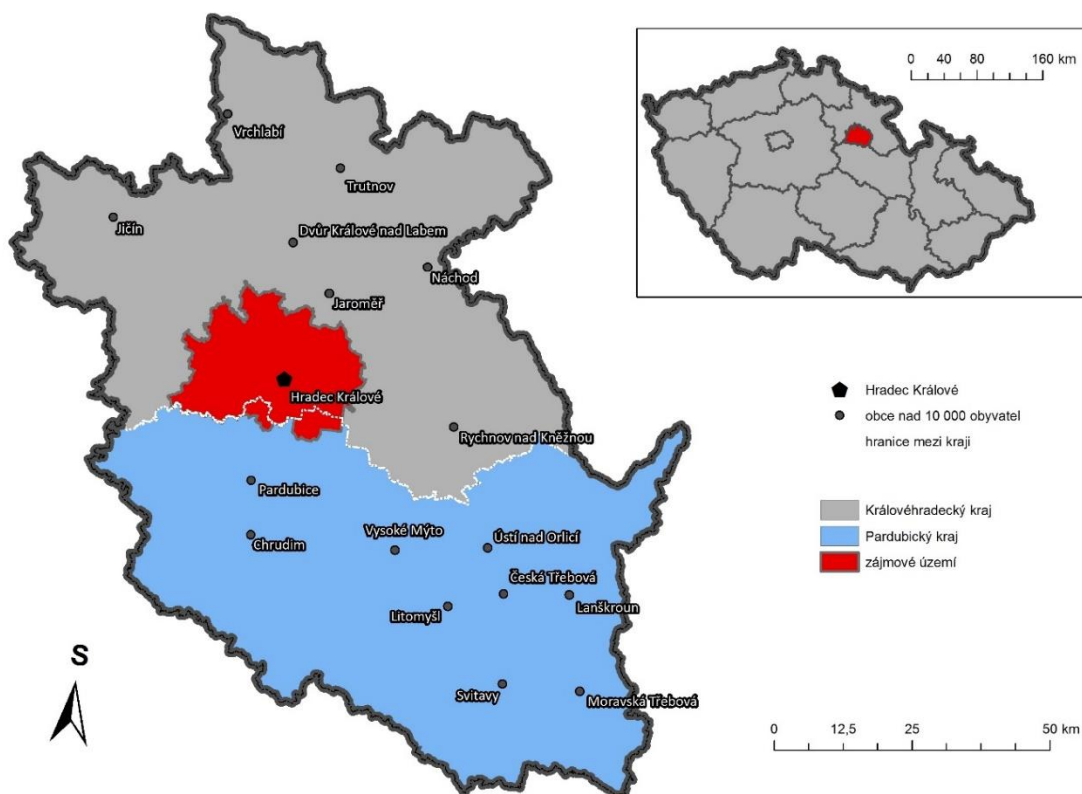 0 40 80 160 km
Vrchlabí
Trutnov
Jičín
Dvůr Králové nad Labem
Náchod
Jaroměř
Hradec Králové
Rychnov nad Kněžnou
Pardubice
Vysoké Mýto
Ústí nad Orlicí
Chrudim
Česká Třebová
Litomyšl
Lanškroun
Svitavy
Moravská Třebová
Hradec Králové
obce nad 10 000 obyvatel
hranice mezi kraji
Královéhradecký kraj
Pardubický kraj
zájmové území
S
0 12,5 25 50 km